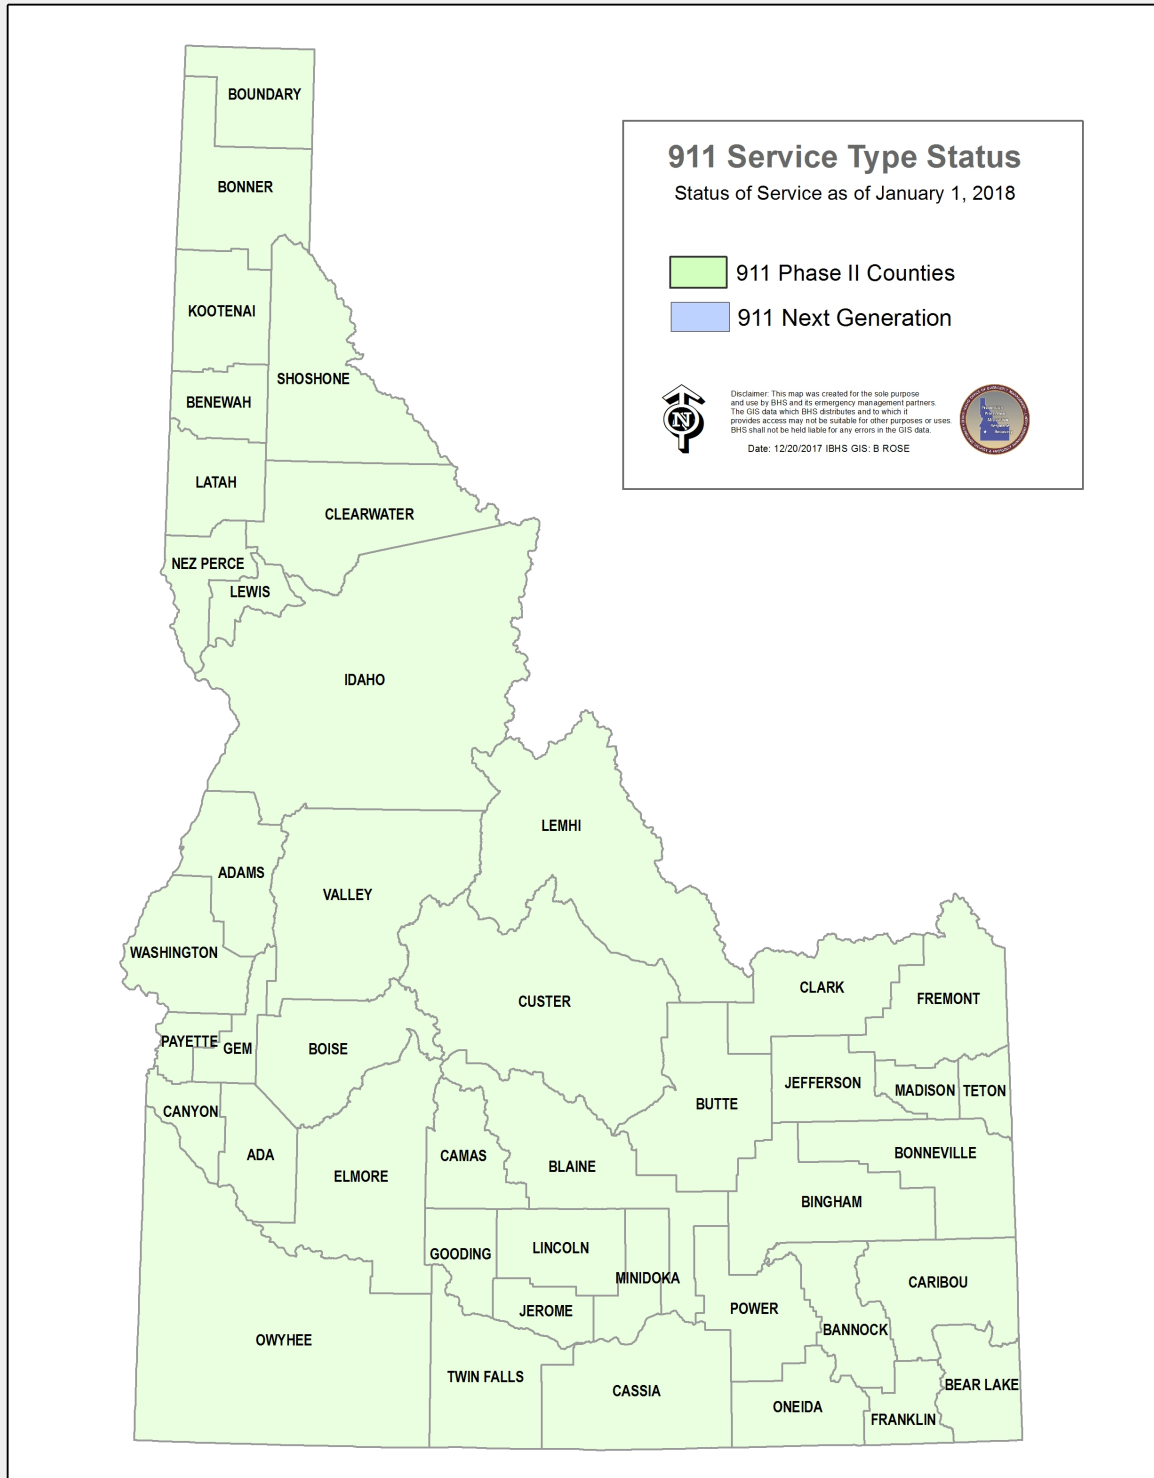 BOUNDARY
911 Service Type Status
Status of Service as of January 1, 2018
BONNER
911 Phase II Counties
KOOTENAI
911 Next Generation
SHOSHONE
BENEWAH
N
Disclaimer: This map was created for the sole purpose
and use by BHS and its ermergency management partners.
The GIS data which BHS distributes and to which it
provides access may not be suitable for other purposes or uses.
BHS shall not be held liable for any errors in the GIS data.
Date: 12/20/2017 IBHS GIS: B ROSE
LATAH
CLEARWATER
NEZ PERCE
LEWIS
IDAHO
LEMHI
ADAMS
VALLEY
WASHINGTON
CLARK
FREMONT
CUSTER
PAYETTE
GEM
BOISE
JEFFERSON
MADISON
TETON
BUTTE
CANYON
ADA
CAMAS
BLAINE
BONNEVILLE
ELMORE
BINGHAM
GOODING
LINCOLN
MINIDOKA
CARIBOU
JEROME
POWER
BANNOCK
OWYHEE
TWIN FALLS
CASSIA
BEAR LAKE
ONEIDA
FRANKLIN